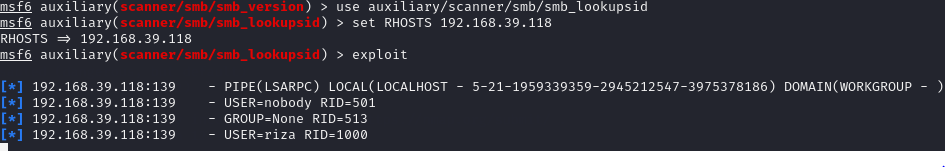 msf6 auxiliary(scanner/smb/smb_version) > use auxiliary/scanner/smb/smb_lookupsid
msf6 auxiliary(scanner/smb/smb_lookupsid) > set RHOSTS 192.168.39.118
RHOSTS => 192.168.39.118
msf6 auxiliary(scanner/smb/smb_lookupsid) > exploit
[*] 192.168.39.118:139    - PIPE(LSARPC) LOCAL(LOCALHOST - 5-21-1959339359-2945212547-3975378186) DOMAIN(WORKGROUP - )
[*] 192.168.39.118:139    - USER=nobody RID=501
[*] 192.168.39.118:139    - GROUP=None RID=513
[*] 192.168.39.118:139    - USER=riza RID=1000